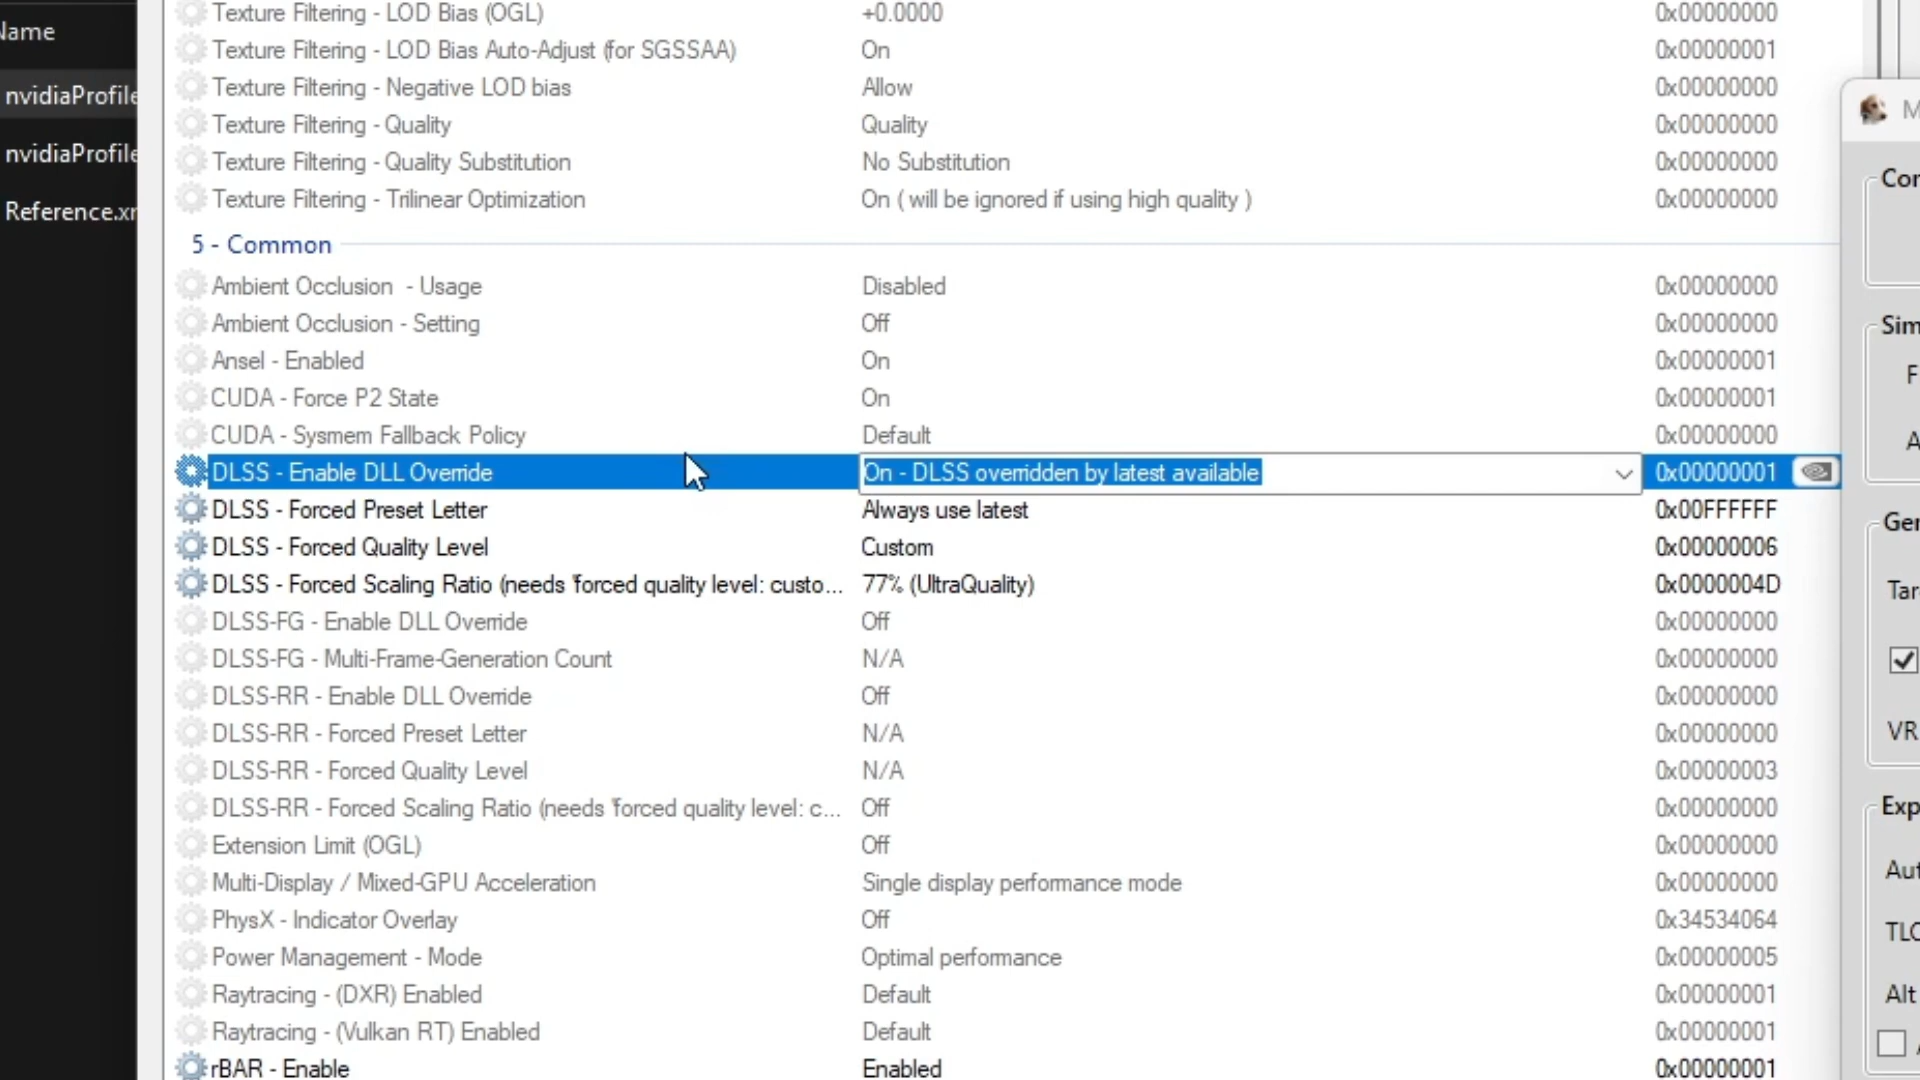 Name
nvidiaProfile
nvidiaProfile
Reference.xr
Texture Filtering - LOD Bias (OGL) +0.0000 0x00000000
Texture Filtering - LOD Bias Auto-Adjust (for SGSSAA) On 0x00000001
Texture Filtering - Negative LOD bias Allow 0x00000000
Texture Filtering - Quality Quality 0x00000000
Texture Filtering - Quality Substitution No Substitution 0x00000000
Texture Filtering - Trilinear Optimization On ( will be ignored if using high quality ) 0x00000000
5 - Common
Ambient Occlusion - Usage Disabled 0x00000000
Ambient Occlusion - Setting Off 0x00000000
Ansel - Enabled On 0x00000001
CUDA - Force P2 State On 0x00000001
CUDA - Sysmem Fallback Policy Default 0x00000000
DLSS - Enable DLL Override On - DLSS overridden by latest available 0x00000001
DLSS - Forced Preset Letter Always use latest 0x00FFFFFF
DLSS - Forced Quality Level Custom 0x00000006
DLSS - Forced Scaling Ratio (needs 'forced quality level: custo... 77% (UltraQuality) 0x0000004D
DLSS-FG - Enable DLL Override Off 0x00000000
DLSS-FG - Multi-Frame-Generation Count N/A 0x00000000
DLSS-RR - Enable DLL Override Off 0x00000000
DLSS-RR - Forced Preset Letter N/A 0x00000000
DLSS-RR - Forced Quality Level N/A 0x00000003
DLSS-RR - Forced Scaling Ratio (needs 'forced quality level: c... Off 0x00000000
Extension Limit (OGL) Off 0x00000000
Multi-Display / Mixed-GPU Acceleration Single display performance mode 0x00000000
PhysX - Indicator Overlay Off 0x34534064
Power Management - Mode Optimal performance 0x00000005
Raytracing - (DXR) Enabled Default 0x00000001
Raytracing - (Vulkan RT) Enabled Default 0x00000001
rBAR - Enable Enabled 0x00000001
M
Cor
Sim
F
A
Ger
Tar
VR
Exp
Aut
TLC
Alt